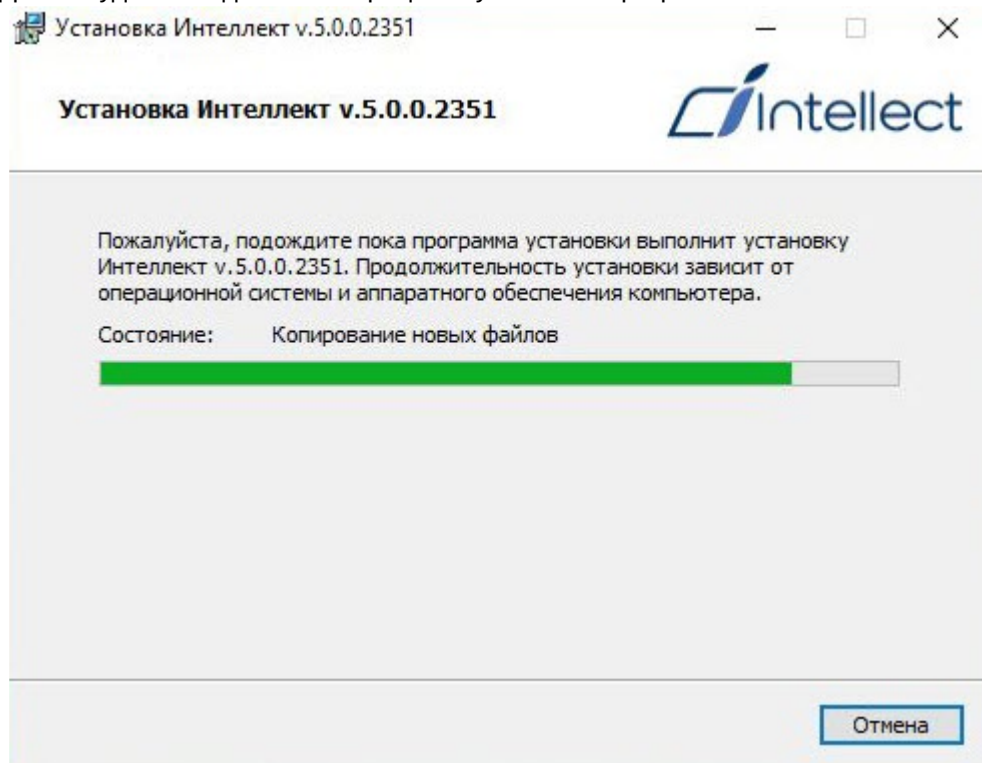 Установка Интеллект v.5.0.0.2351
Установка Интеллект v.5.0.0.2351
Intellect
Пожалуйста, подождите пока программа установки выполнит установку
Интеллект v.5.0.0.2351. Продолжительность установки зависит от
операционной системы и аппаратного обеспечения компьютера.
Состояние: Копирование новых файлов
Отмена